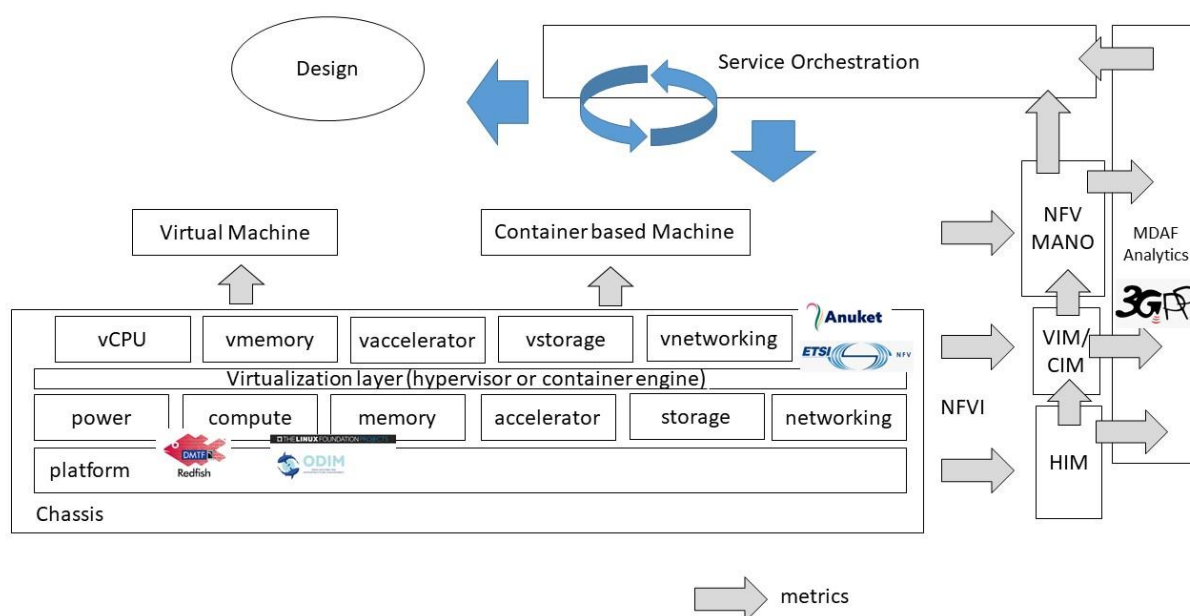 Design
Service Orchestration
Virtual Machine
Container based Machine
NFV
MANO
MDAF
Analytics
3GPP
Anuket
ETSI
NFV
vCPU
vmemory
vaccelerator
vstorage
vnetworking
VIM/
CIM
Virtualization layer (hypervisor or container engine)
power
compute
memory
accelerator
storage
networking
NFVI
HIM
DMTF
Redfish
THE LINUX FOUNDATION PROJECTS
ODIM
platform
Chassis
metrics